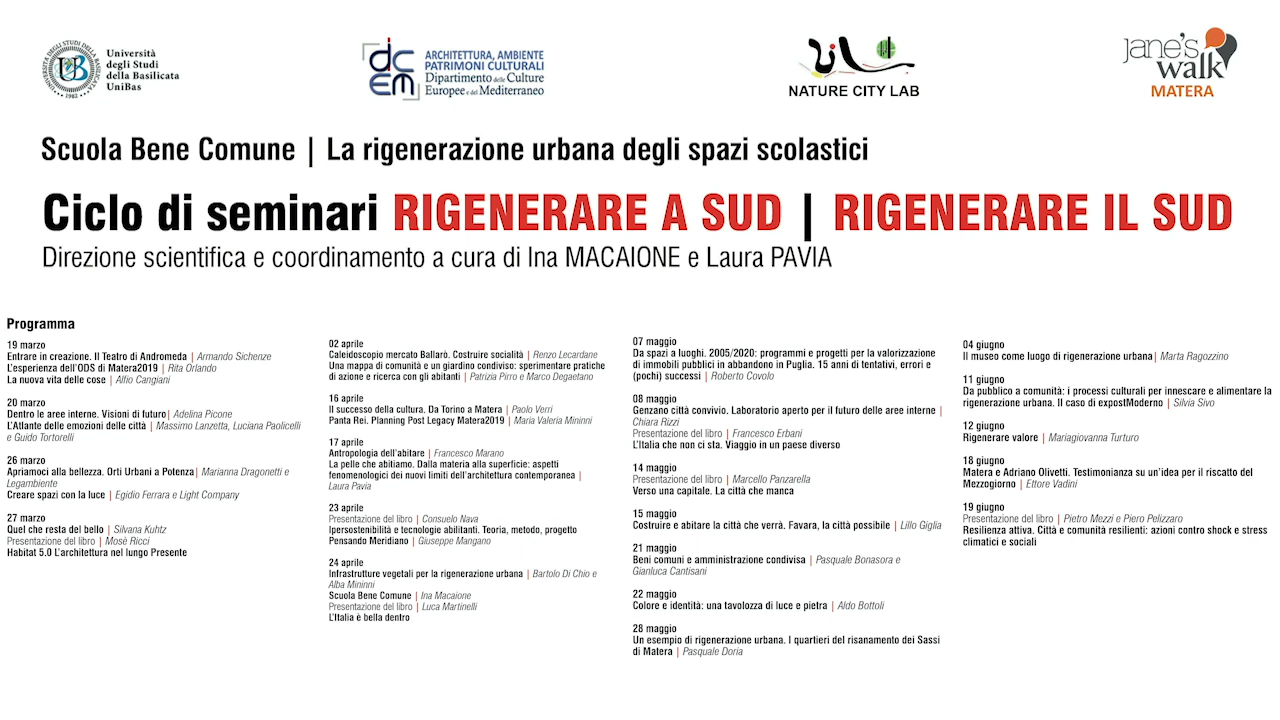 Università
degli Studi
della Basilicata
UniBas
UNIVERSITÀ DEGLI STUDI DELLA BASILICATA
UB
1982
dic
em
ARCHITETTURA, AMBIENTE
PATRIMONI CULTURALI
Dipartimento delle Culture
Europee e del Mediterraneo
NATURE CITY LAB
jane's
walk
MATERA
Scuola Bene Comune | La rigenerazione urbana degli spazi scolastici
Ciclo di seminari RIGENERARE A SUD | RIGENERARE IL SUD
Direzione scientifica e coordinamento a cura di Ina MACAIONE e Laura PAVIA
Programma
19 marzo
Entrare in creazione. Il Teatro di Andromeda | Armando Sichenze
L'esperienza dell'ODS di Matera2019 | Rita Orlando
La nuova vita delle cose | Alfio Cangiani
20 marzo
Dentro le aree interne. Visioni di futuro | Adelina Picone
L'Atlante delle emozioni delle città | Massimo Lanzetta, Luciana Paolicelli
e Guido Tortorelli
26 marzo
Apriamoci alla bellezza. Orti Urbani a Potenza | Marianna Dragonetti e
Legambiente
Creare spazi con la luce | Egidio Ferrara e Light Company
27 marzo
Quel che resta del bello | Silvana Kuhtz
Presentazione del libro | Mosè Ricci
Habitat 5.0 L'architettura nel lungo Presente
02 aprile
Caleidoscopio mercato Ballarò. Costruire socialità | Renzo Lecardane
Una mappa di comunità e un giardino condiviso: sperimentare pratiche
di azione e ricerca con gli abitanti | Patrizia Pirro e Marco Degaetano
16 aprile
Il successo della cultura. Da Torino a Matera | Paolo Verri
Panta Rei. Planning Post Legacy Matera2019 | Maria Valeria Mininni
17 aprile
Antropologia dell'abitare | Francesco Marano
La pelle che abitiamo. Dalla materia alla superficie: aspetti
fenomenologici dei nuovi limiti dell'architettura contemporanea |
Laura Pavia
23 aprile
Presentazione del libro | Consuelo Nava
Ipersostenibilità e tecnologie abilitanti. Teoria, metodo, progetto
Pensando Meridiano | Giuseppe Mangano
24 aprile
Infrastrutture vegetali per la rigenerazione urbana | Bartolo Di Chio e
Alba Mininni
Scuola Bene Comune | Ina Macaione
Presentazione del libro | Luca Martinelli
L'Italia è bella dentro
07 maggio
Da spazi a luoghi. 2005/2020: programmi e progetti per la valorizzazione
di immobili pubblici in abbandono in Puglia. 15 anni di tentativi, errori e
(pochi) successi | Roberto Covolo
08 maggio
Genzano città convivio. Laboratorio aperto per il futuro delle aree interne |
Chiara Rizzi
Presentazione del libro | Francesco Erbani
L'Italia che non ci sta. Viaggio in un paese diverso
14 maggio
Presentazione del libro | Marcello Panzarella
Verso una capitale. La città che manca
15 maggio
Costruire e abitare la città che verrà. Favara, la città possibile | Lillo Giglia
21 maggio
Beni comuni e amministrazione condivisa | Pasquale Bonasora e
Gianluca Cantisani
22 maggio
Colore e identità: una tavolozza di luce e pietra | Aldo Bottoli
28 maggio
Un esempio di rigenerazione urbana. I quartieri del risanamento dei Sassi
di Matera | Pasquale Doria
04 giugno
Il museo come luogo di rigenerazione urbana | Marta Ragozzino
11 giugno
Da pubblico a comunità: i processi culturali per innescare e alimentare la
rigenerazione urbana. Il caso di expostModerno | Silvia Sivo
12 giugno
Rigenerare valore | Mariagiovanna Turturo
18 giugno
Matera e Adriano Olivetti. Testimonianza su un'idea per il riscatto del
Mezzogiorno | Ettore Vadini
19 giugno
Presentazione del libro | Pietro Mezzi e Piero Pelizzaro
Resilienza attiva. Città e comunità resilienti: azioni contro shock e stress
climatici e sociali